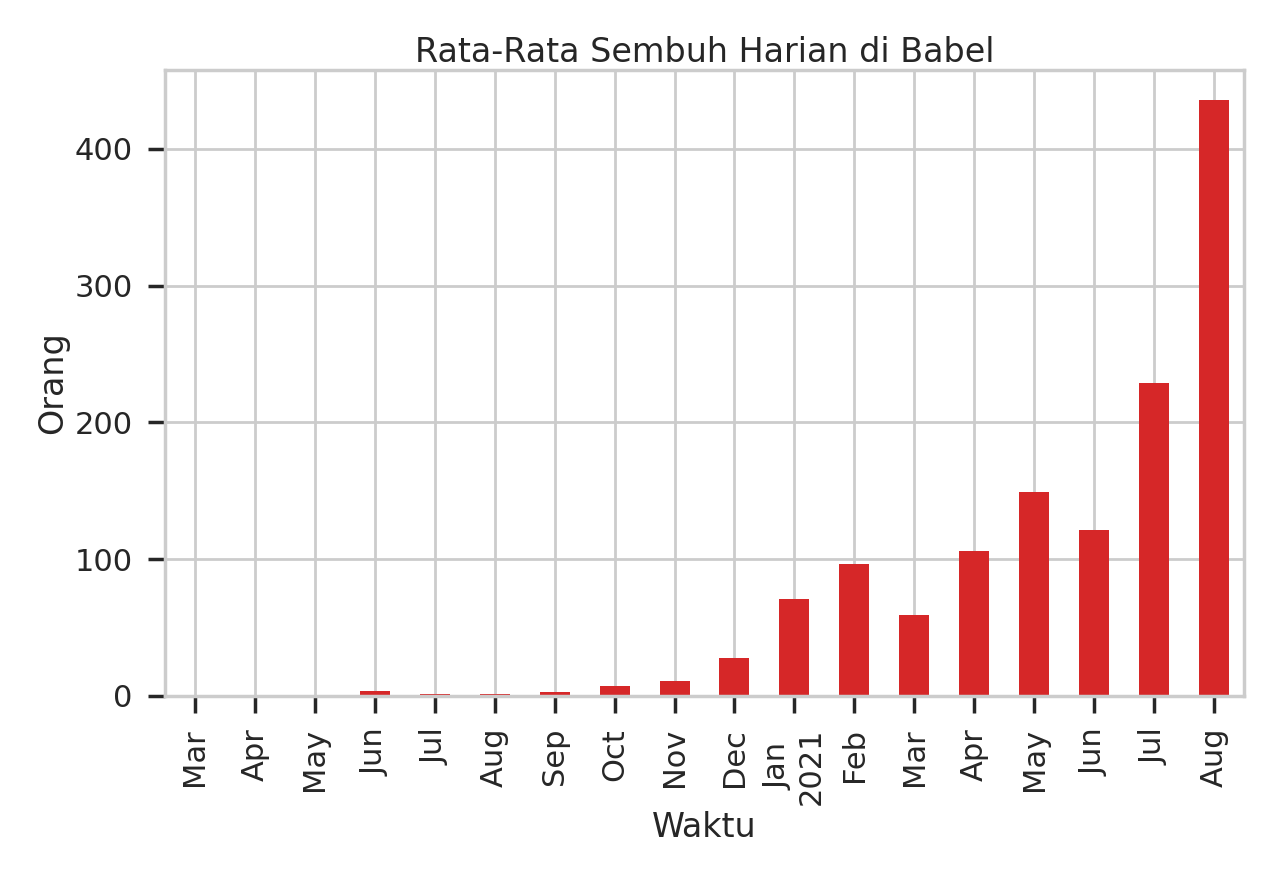 Rata-Rata Sembuh Harian di Babel
400
300
200
100
0
Orang
Mar
Apr
May
Jun
Jul
Aug
Sep
Oct
Nov
Dec
Jan
2021
Feb
Mar
Apr
May
Jun
Jul
Aug
Waktu